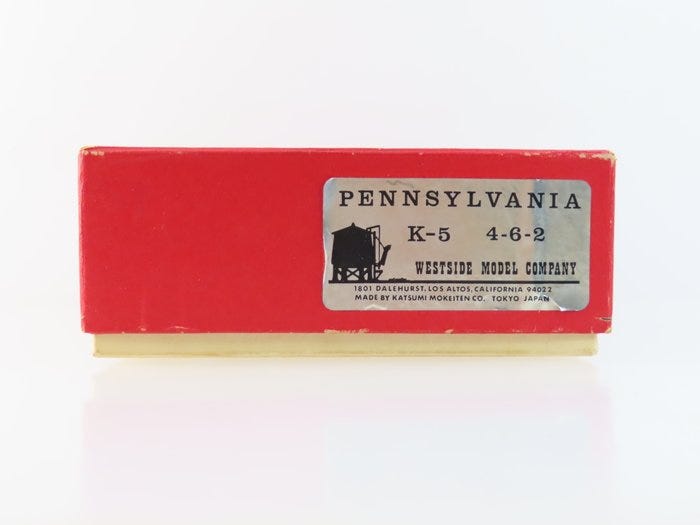 PENNSYLVANIA
K-5 4-6-2
WESTSIDE MODEL COMPANY
1801 DALEHURST, LOS ALTOS, CALIFORNIA 94022
MADE BY KATSUMI MOKEITEN CO. TOKYO JAPAN